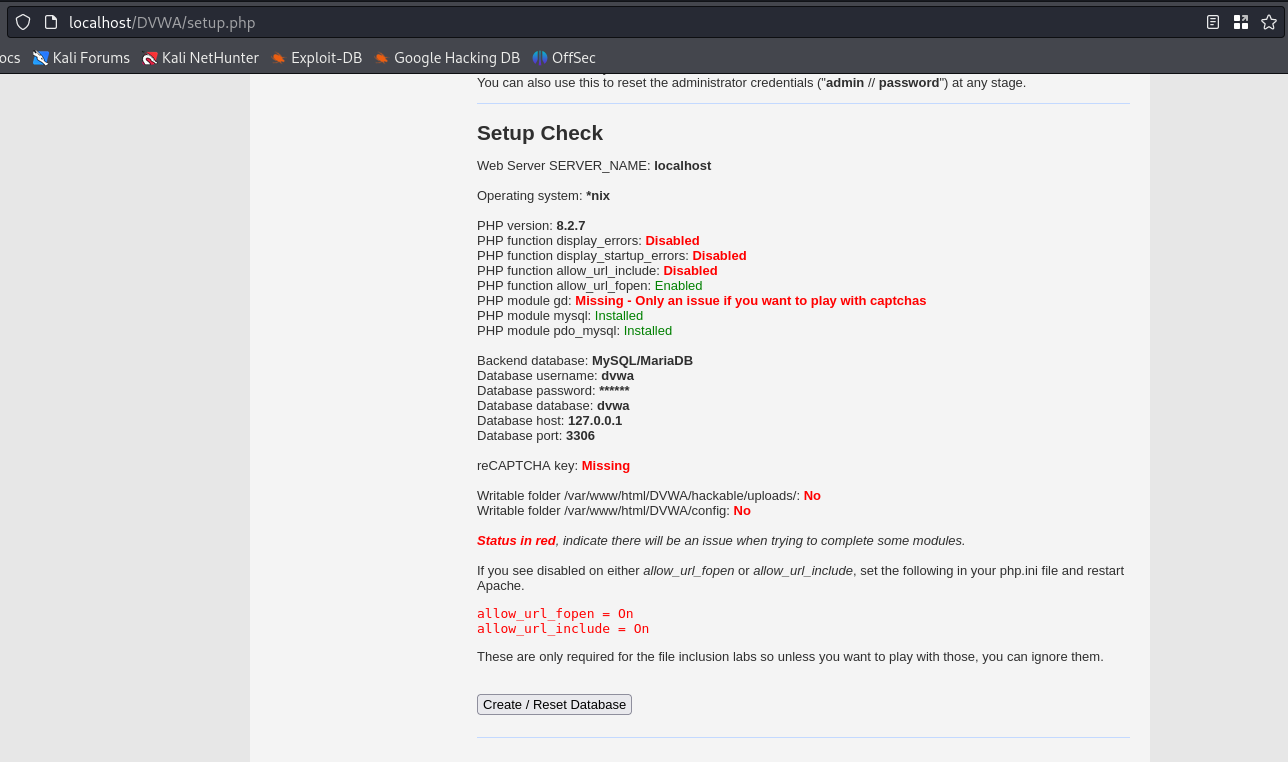 localhost/DVWA/setup.php
ocs Kali Forums Kali NetHunter Exploit-DB Google Hacking DB OffSec
You can also use this to reset the administrator credentials ("admin // password") at any stage.
Setup Check
Web Server SERVER_NAME: localhost
Operating system: *nix
PHP version: 8.2.7
PHP function display_errors: Disabled
PHP function display_startup_errors: Disabled
PHP function allow_url_include: Disabled
PHP function allow_url_fopen: Enabled
PHP module gd: Missing - Only an issue if you want to play with captchas
PHP module mysql: Installed
PHP module pdo_mysql: Installed
Backend database: MySQL/MariaDB
Database username: dvwa
Database password: ******
Database database: dvwa
Database host: 127.0.0.1
Database port: 3306
reCAPTCHA key: Missing
Writable folder /var/www/html/DVWA/hackable/uploads/: No
Writable folder /var/www/html/DVWA/config: No
Status in red, indicate there will be an issue when trying to complete some modules.
If you see disabled on either allow_url_fopen or allow_url_include, set the following in your php.ini file and restart
Apache.
allow_url_fopen = On
allow_url_include = On
These are only required for the file inclusion labs so unless you want to play with those, you can ignore them.
Create / Reset Database